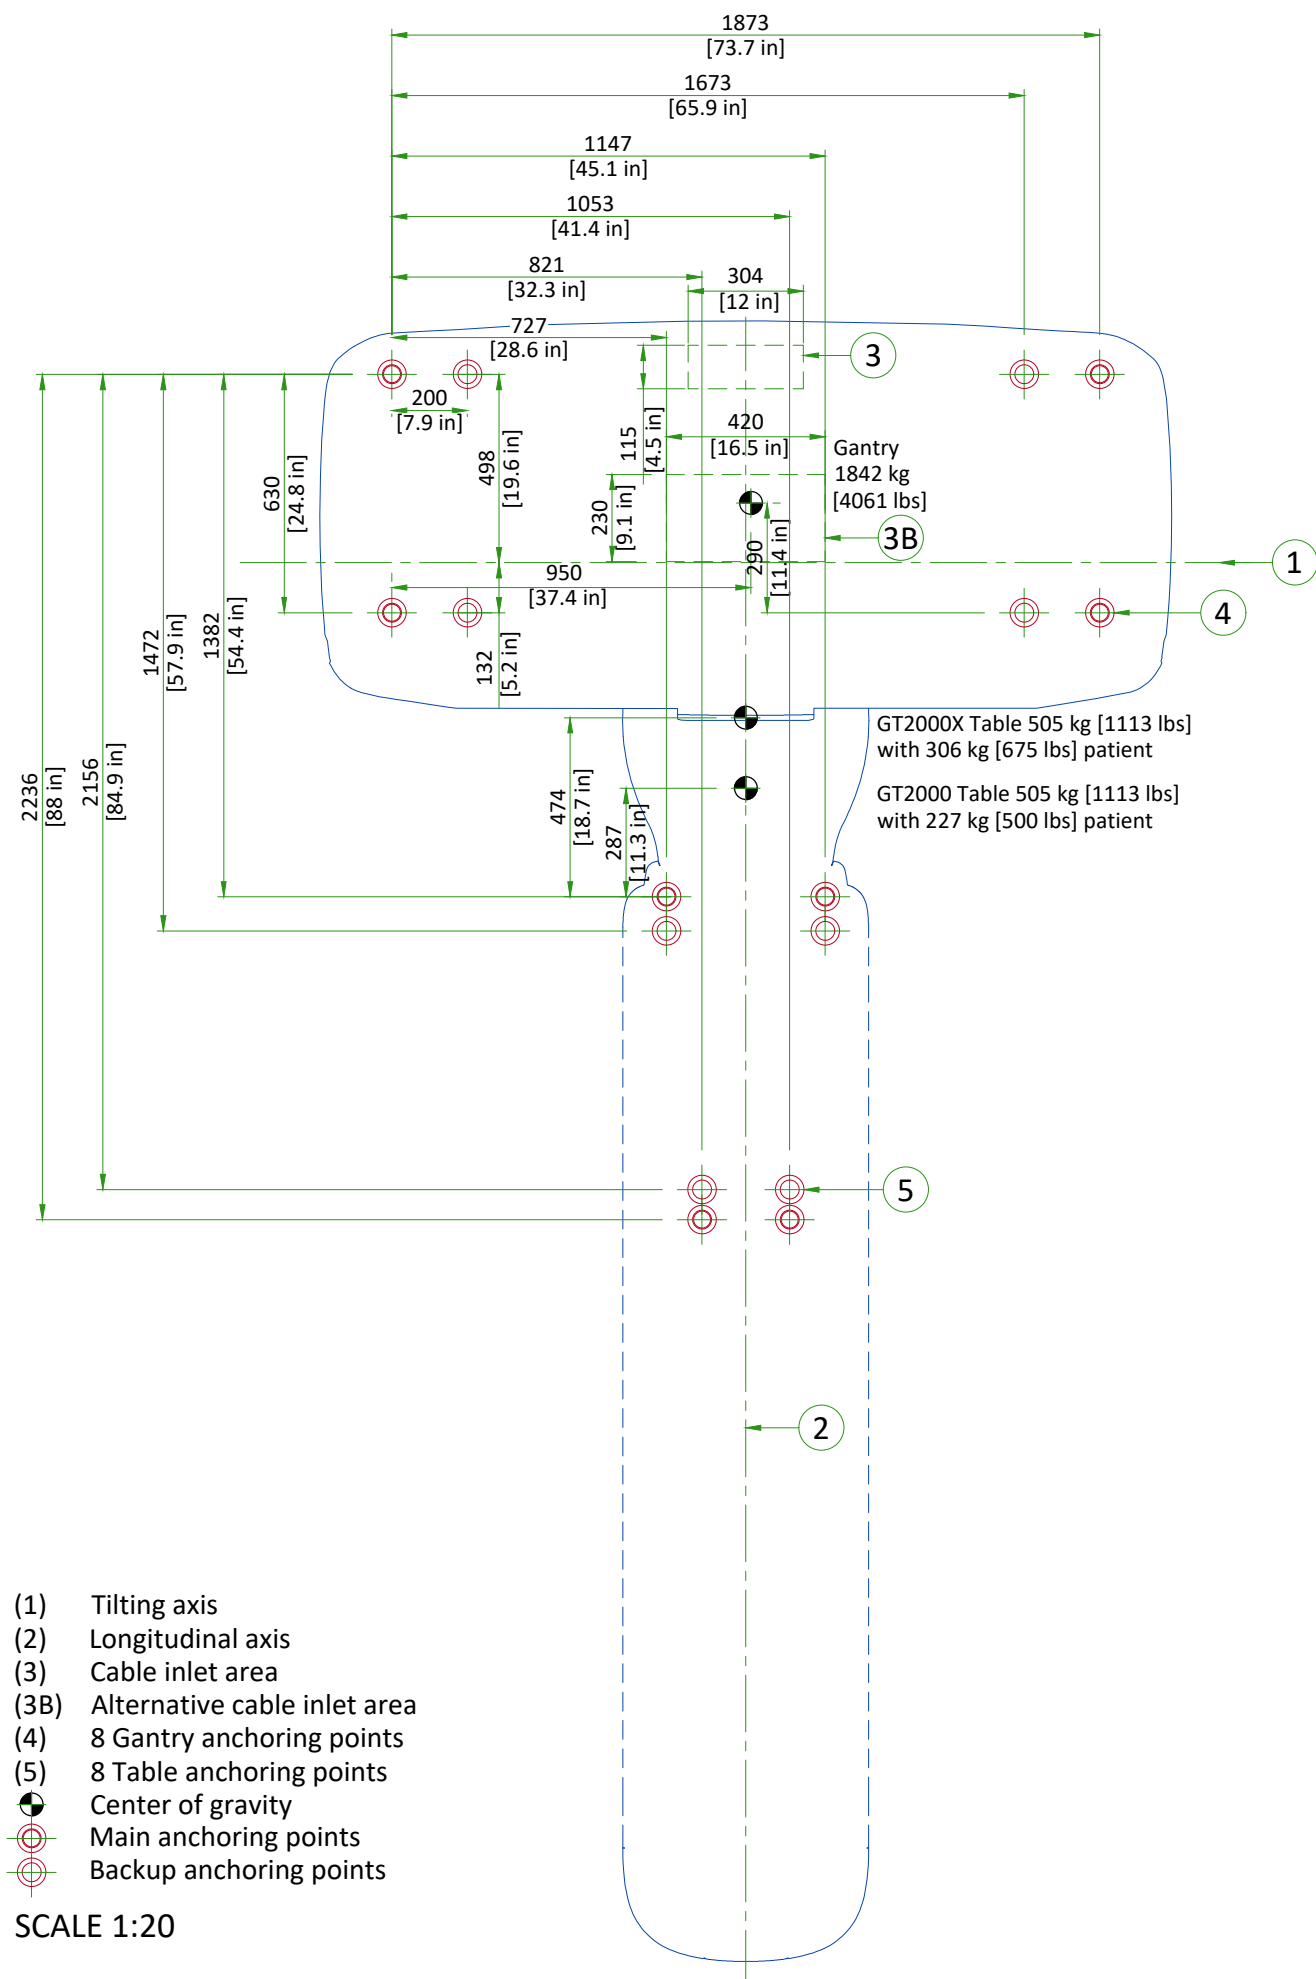 1873
[73.7 in]
1673
[65.9 in]
1147
[45.1 in]
1053
[41.4 in]
821
[32.3 in]
304
[12 in]
727
[28.6 in]
3
200
[7.9 in]
498
[19.6 in]
630
[24.8 in]
115
[4.5 in]
420
[16.5 in]
Gantry
1842 kg
[4061 lbs]
230
[9.1 in]
290
[11.4 in]
3B
1
950
[37.4 in]
4
132
[5.2 in]
1382
[54.4 in]
1472
[57.9 in]
2156
[84.9 in]
2236
[88 in]
GT2000X Table 505 kg [1113 lbs]
with 306 kg [675 lbs] patient
GT2000 Table 505 kg [1113 lbs]
with 227 kg [500 lbs] patient
474
[18.7 in]
287
[11.3 in]
5
2
(1) Tilting axis
(2) Longitudinal axis
(3) Cable inlet area
(3B) Alternative cable inlet area
(4) 8 Gantry anchoring points
(5) 8 Table anchoring points
Center of gravity
Main anchoring points
Backup anchoring points
SCALE 1:20